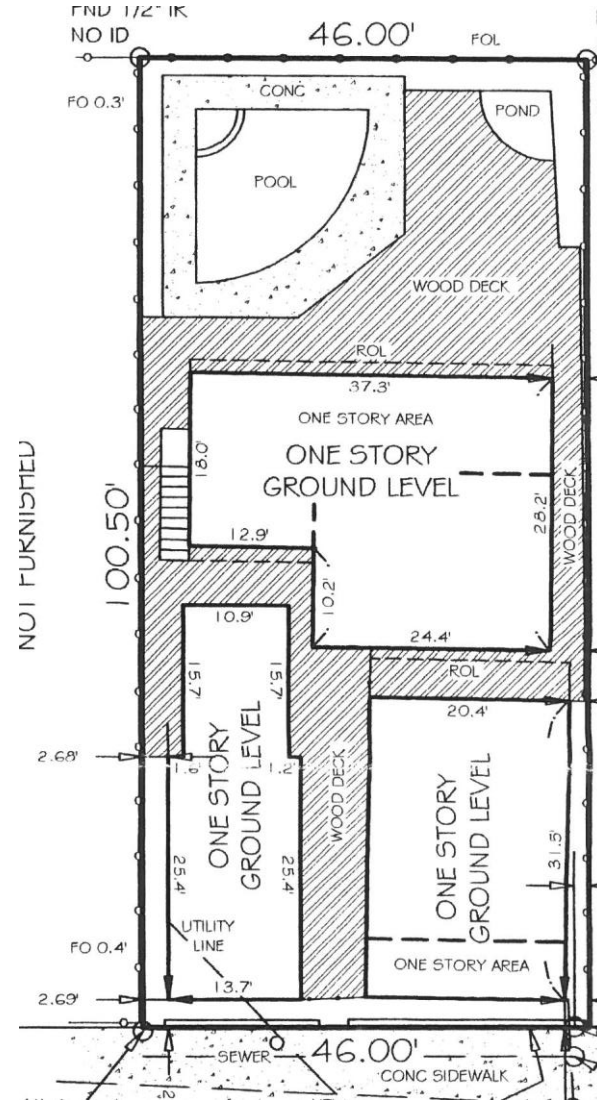 FND 1/2" IR
NO ID
46.00'
FOL
FO 0.3'
CONC
POND
POOL
WOOD DECK
ROL
37.3'
ONE STORY AREA
ONE STORY
GROUND LEVEL
18.0'
NOT FURNISHED
100.50'
28.2'
WOOD DECK
12.9'
10.2'
10.9'
24.4'
ROL
15.7'
15.7'
20.4'
2.68'
1.2'
ONE STORY
GROUND LEVEL
WOOD DECK
ONE STORY
GROUND LEVEL
31.5'
25.4'
25.4'
UTILITY
LINE
FO 0.4'
ONE STORY AREA
2.69'
13.7'
SEWER
46.00'
CONC SIDEWALK